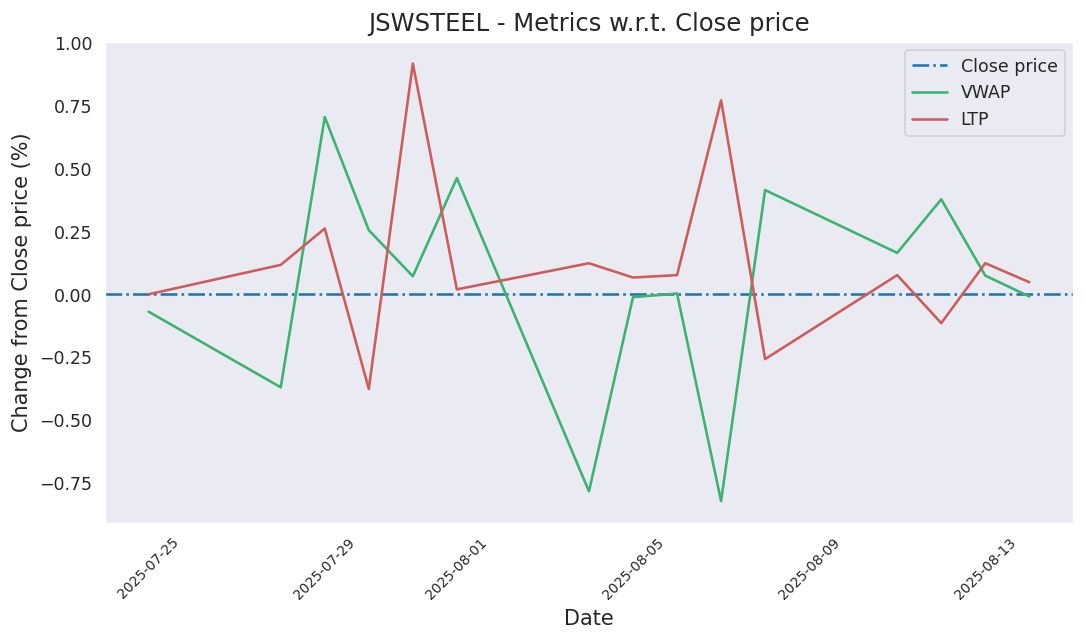 JSWSTEEL - Metrics w.r.t. Close price
Change from Close price (%)
1.00
0.75
0.50
0.25
0.00
−0.25
−0.50
−0.75
Close price
VWAP
LTP
2025-07-25
2025-07-29
2025-08-01
2025-08-05
2025-08-09
2025-08-13
Date